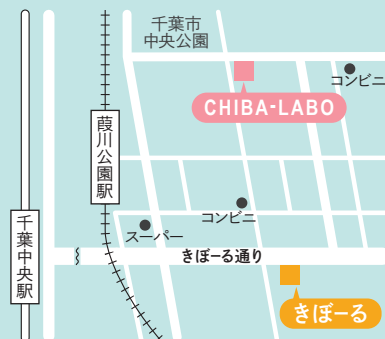 千葉市
中央公園
コンビニ
CHIBA-LABO
葭川公園駅
コンビニ
スーパー
千葉中央駅
きぼーる通り
きぼーる